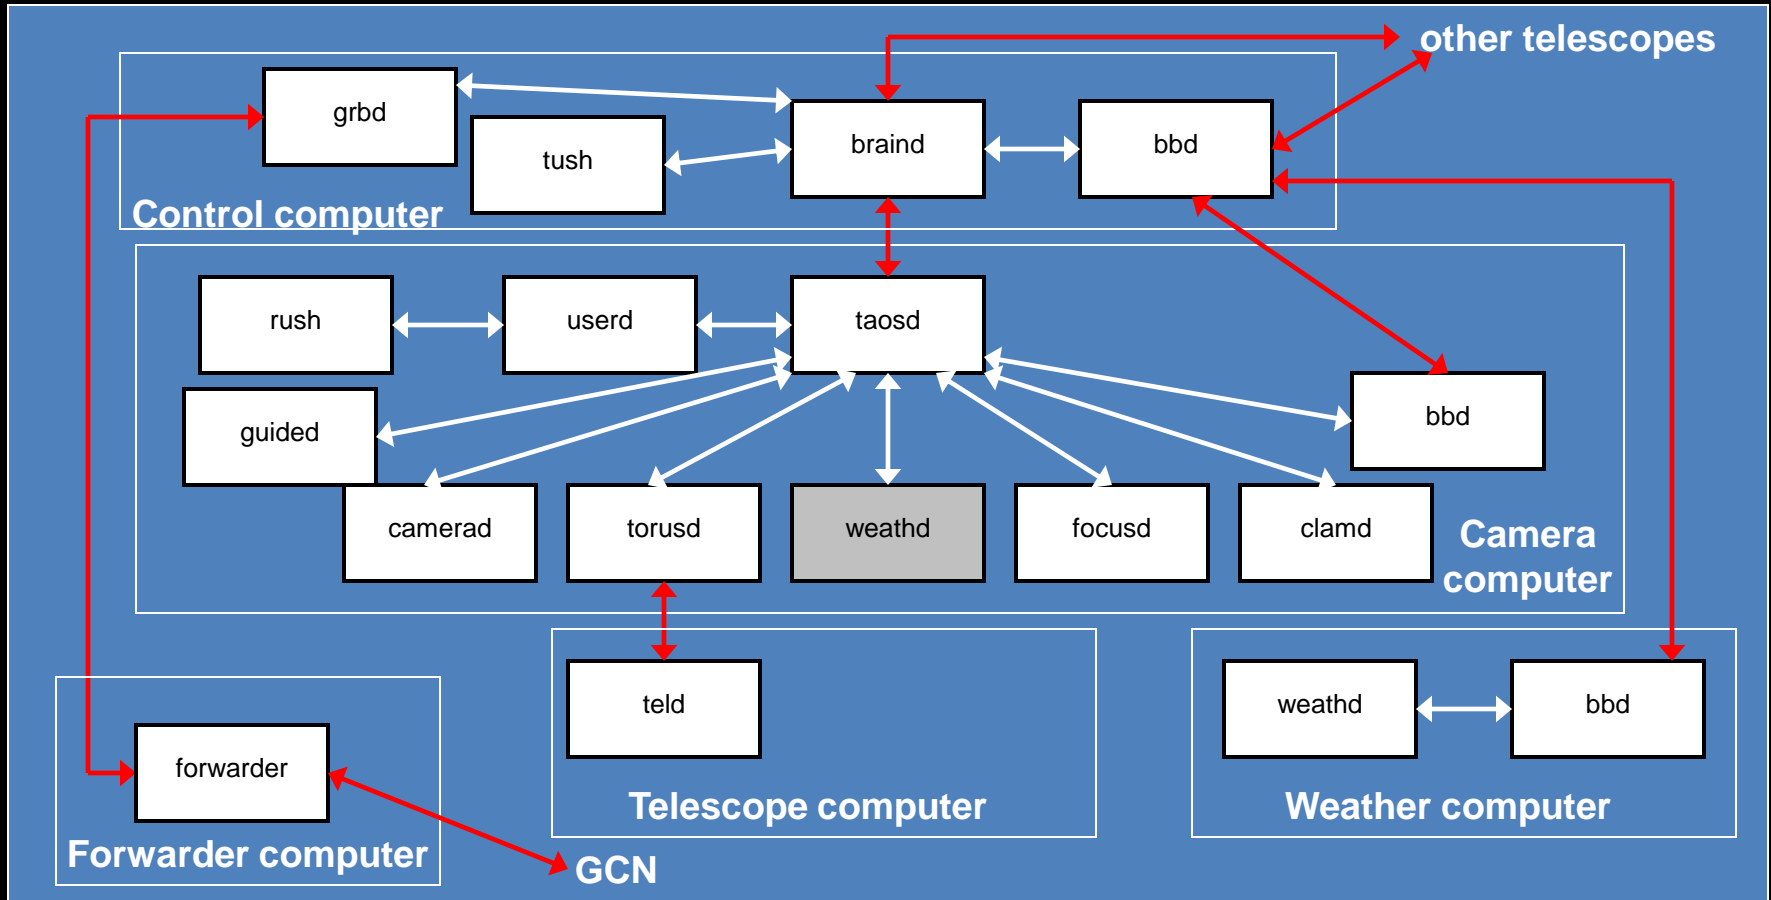 other telescopes
grbd
tush
braind
bbd
Control computer
rush
userd
taosd
guided
bbd
camerad
torusd
weathd
focusd
clamd
Camera
computer
teld
weathd
bbd
forwarder
Telescope computer
Weather computer
Forwarder computer
GCN